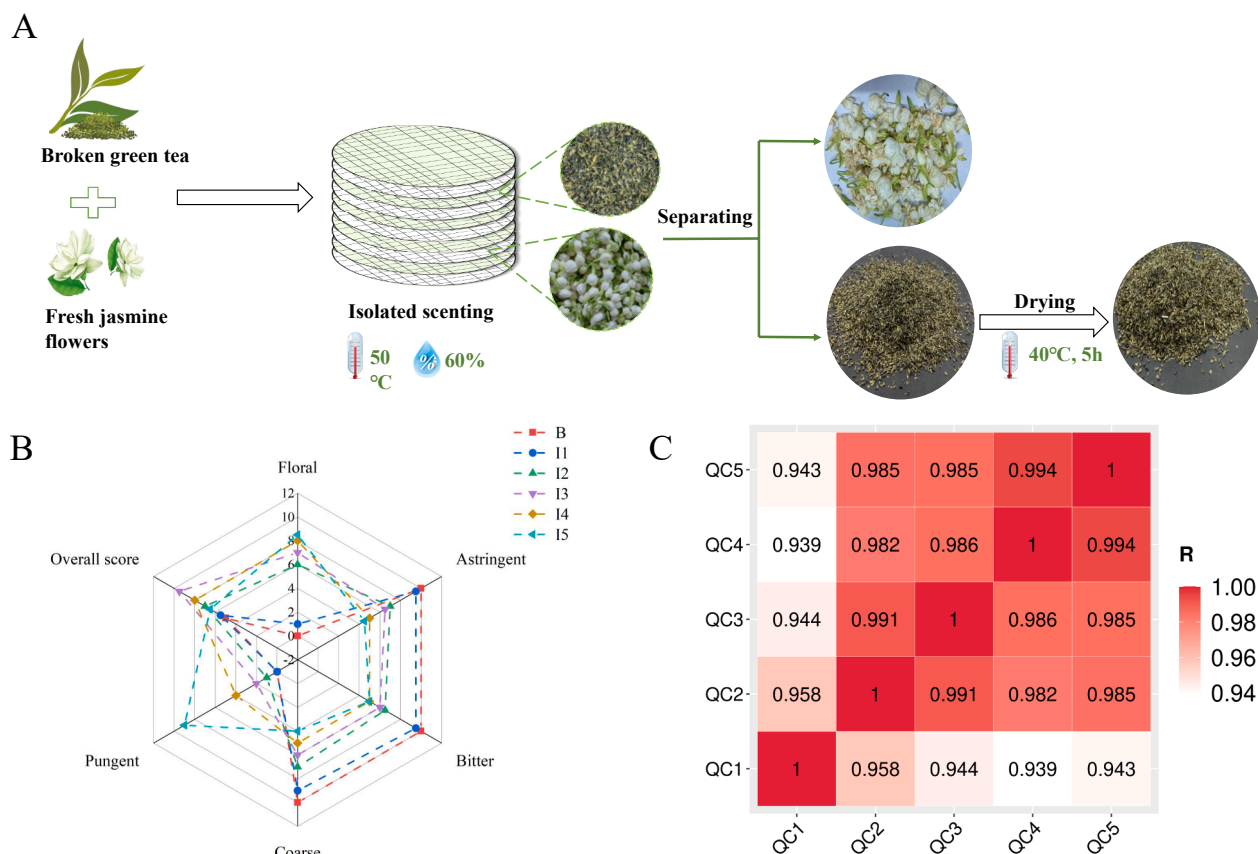 A
Broken green tea
Fresh jasmine
flowers
Isolated scenting
50
°C
%
60%
Separating
Drying
40°C, 5h
B
B
I1
I2
I3
I4
I5
Floral
Astringent
Bitter
Coarse
Pungent
Overall score
12
10
8
6
4
2
0
-2
C
QC5
0.943 0.985 0.985 0.994 1
QC4
0.939 0.982 0.986 1 0.994
QC3
0.944 0.991 1 0.986 0.985
QC2
0.958 1 0.991 0.982 0.985
QC1
1 0.958 0.944 0.939 0.943
QC1 QC2 QC3 QC4 QC5
R
1.00
0.98
0.96
0.94